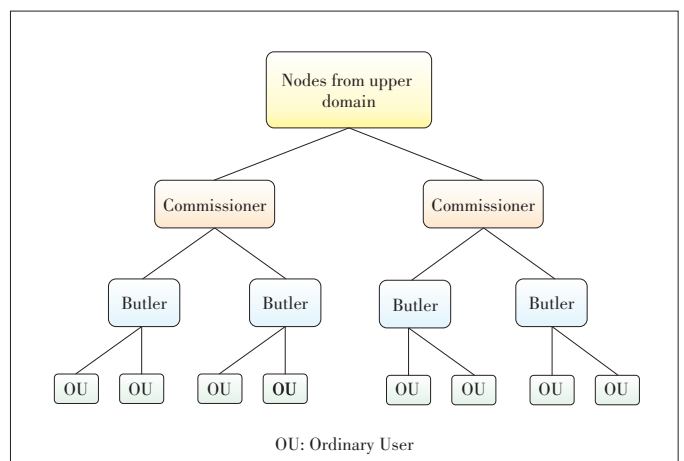 Nodes from upper
domain
Commissioner
Commissioner
Butler
Butler
Butler
Butler
OU
OU
OU
OU
OU
OU
OU
OU
OU: Ordinary User